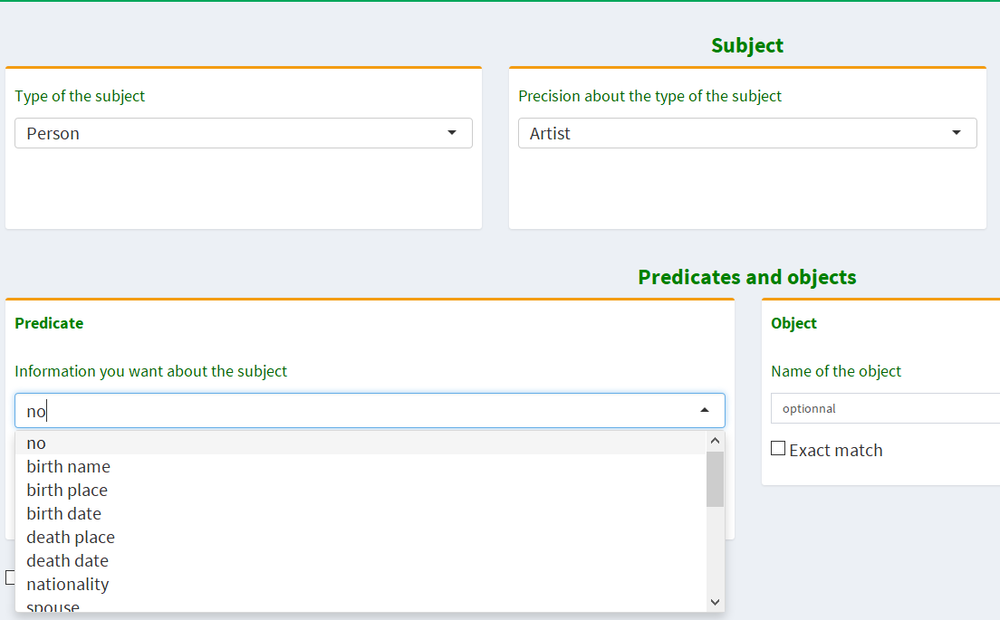 Subject
Type of the subject
Person
Precision about the type of the subject
Artist
Predicates and objects
Predicate
Information you want about the subject
no
no
birth name
birth place
birth date
death place
death date
nationality
spouse
Object
Name of the object
optionnal
Exact match